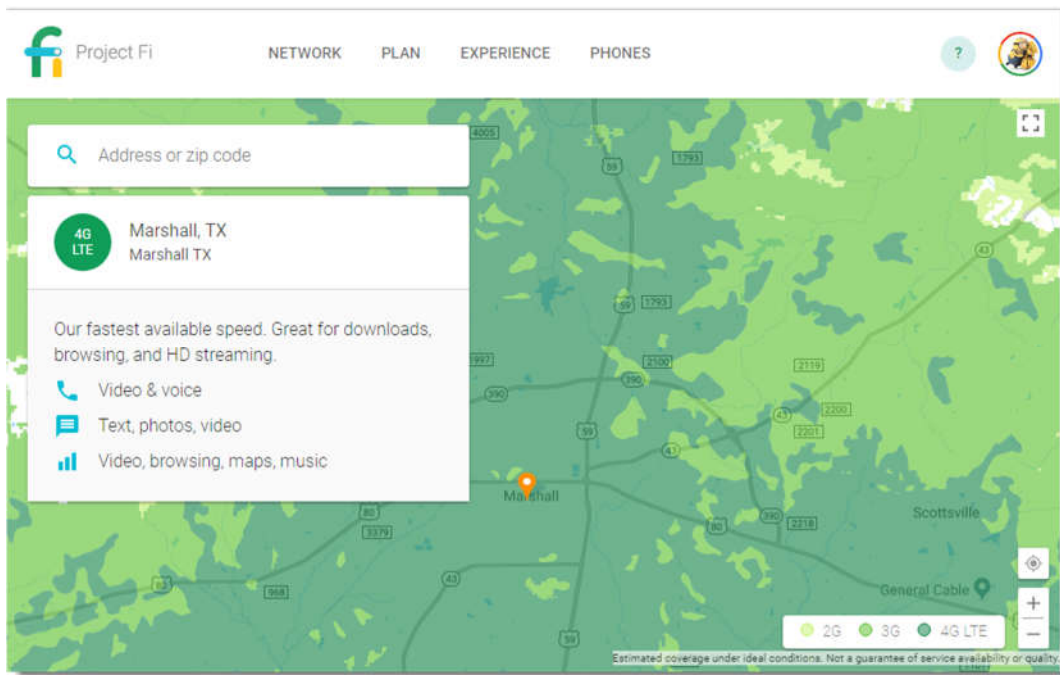 fi Project Fi NETWORK PLAN EXPERIENCE PHONES ?
Address or zip code
4G
LTE
Marshall, TX
Marshall TX
Our fastest available speed. Great for downloads,
browsing, and HD streaming.
Video & voice
Text, photos, video
Video, browsing, maps, music
4005
59
1793
43
59
1793
1997
2100
390
2119
390
43
2200
2201
59
43
Marshall
80
3379
80
390
2218
Scottsville
43
968
General Cable
+
−
2G 3G 4G LTE
59
Estimated coverage under ideal conditions. Not a guarantee of service availability or quality.